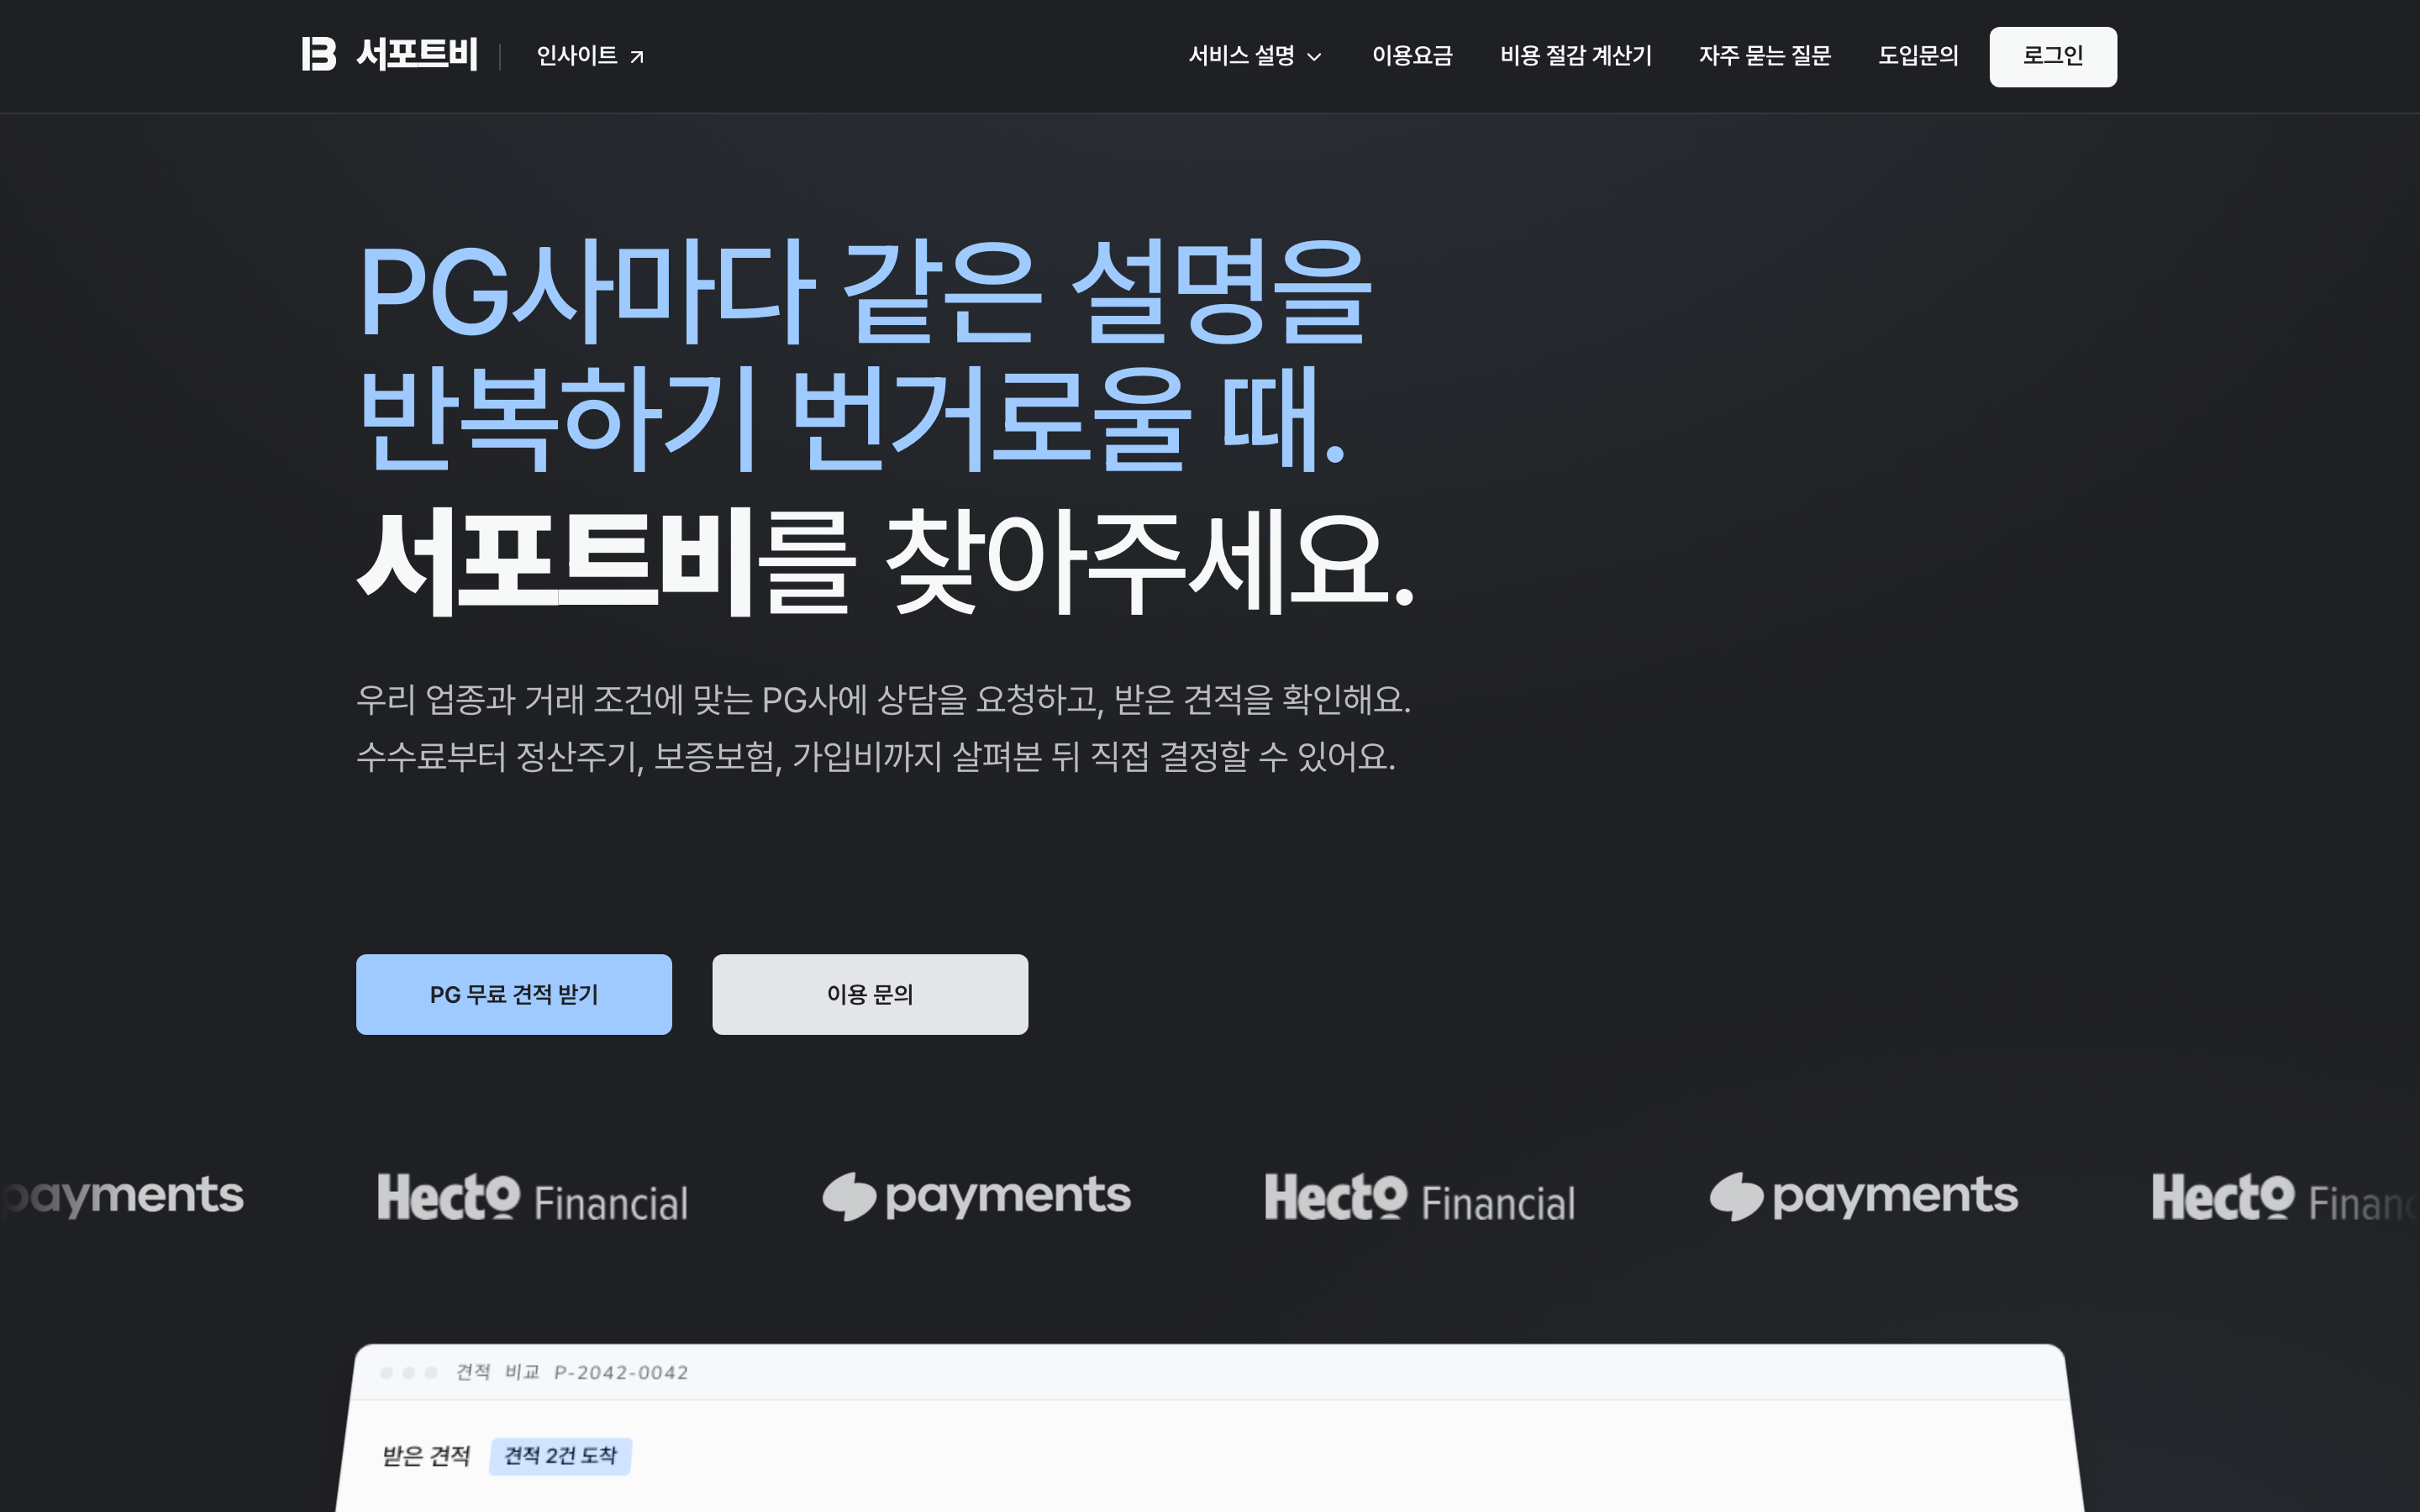 서포트비
인사이트
서비스 설명
이용요금
비용 절감 계산기
자주 묻는 질문
도입문의
로그인
PG사마다 같은 설명을
반복하기 번거로울 때.
서포트비를 찾아주세요.
우리 업종과 거래 조건에 맞는 PG사에 상담을 요청하고, 받은 견적을 확인해요.
수수료부터 정산주기, 보증보험, 가입비까지 살펴본 뒤 직접 결정할 수 있어요.
PG 무료 견적 받기
이용 문의
payments
Hecto Financial
payments
Hecto Financial
payments
Hecto Financ
견적 비교 P-2042-0042
받은 견적
견적 2건 도착